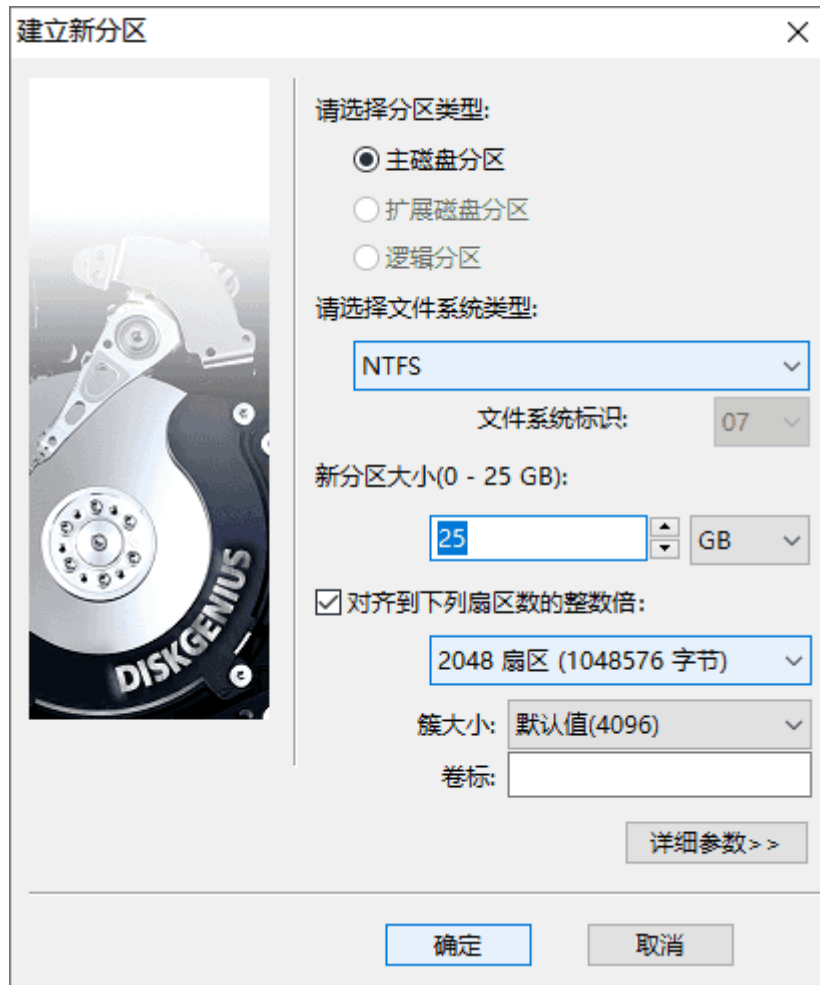 建立新分区
请选择分区类型:
主磁盘分区
扩展磁盘分区
逻辑分区
请选择文件系统类型:
NTFS
文件系统标识: 07
新分区大小(0 - 25 GB):
25 GB
对齐到下列扇区数的整数倍:
2048 扇区 (1048576 字节)
簇大小: 默认值(4096)
卷标:
详细参数>>
确定 取消
DISKGENIUS